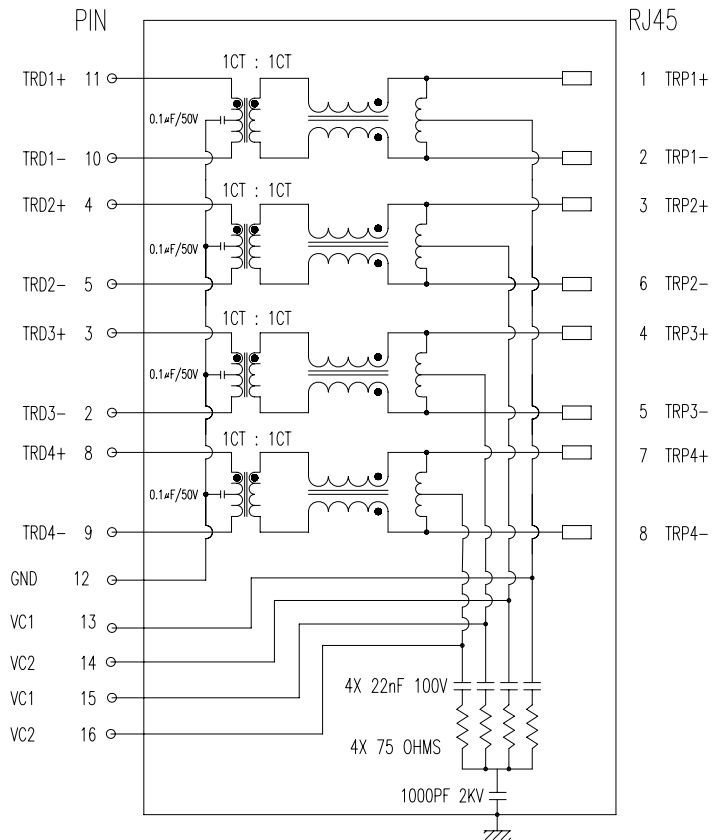 PIN RJ45
1CT : 1CT
TRD1+ 11 1 TRP1+
0.1µF/50V
TRD1- 10 2 TRP1-
1CT : 1CT
TRD2+ 4 3 TRP2+
0.1µF/50V
TRD2- 5 6 TRP2-
1CT : 1CT
TRD3+ 3 4 TRP3+
0.1µF/50V
TRD3- 2 5 TRP3-
1CT : 1CT
TRD4+ 8 7 TRP4+
0.1µF/50V
TRD4- 9 8 TRP4-
GND 12
VC1 13
VC2 14
VC1 15
VC2 16
4X 22nF 100V
4X 75 OHMS
1000PF 2KV